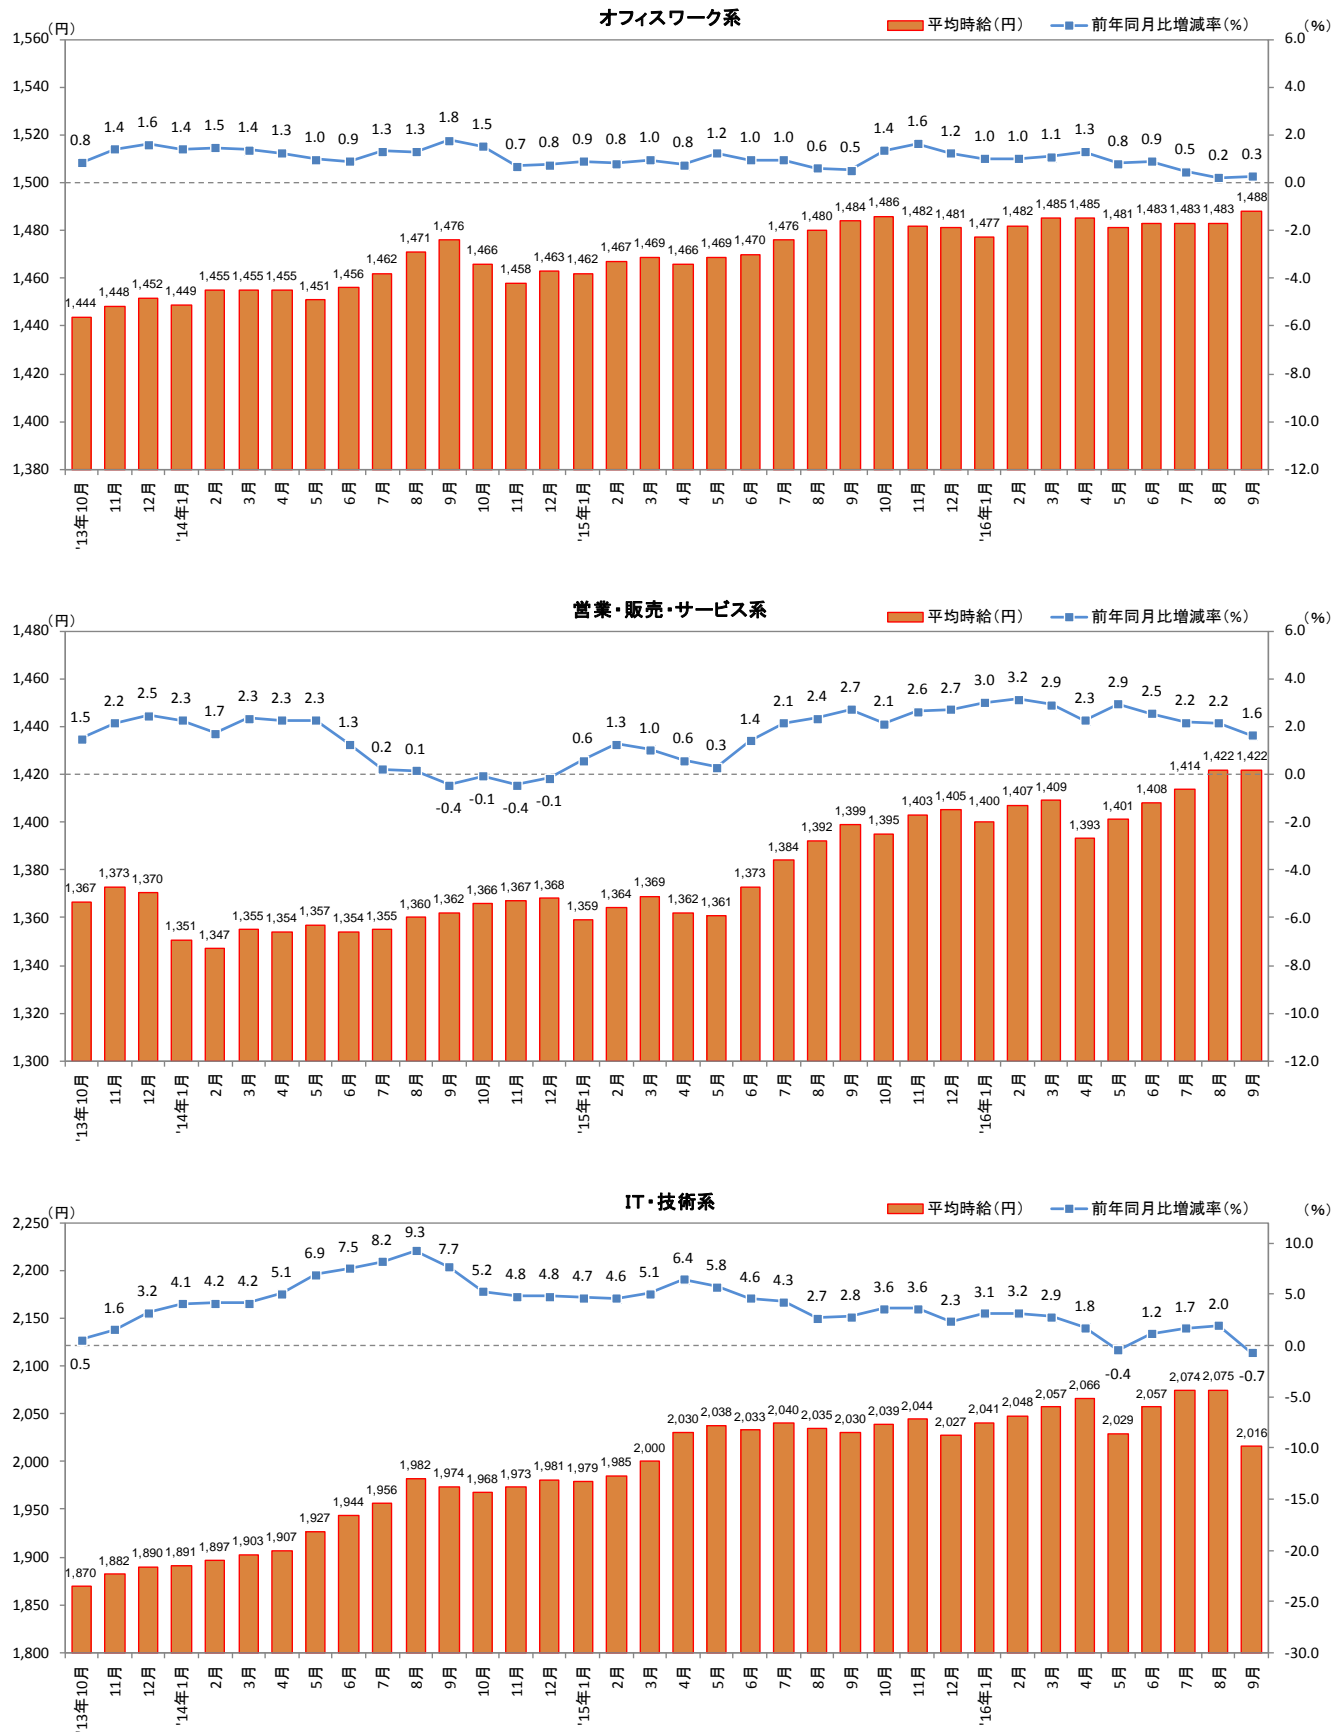 オフィスワーク系
(円) 平均時給(円) 前年同月比増減率(%) (%)
1,560 1,540 1,520 1,500 1,480 1,460 1,440 1,420 1,400 1,380
6.0 4.0 2.0 0.0 -2.0 -4.0 -6.0 -8.0 -10.0 -12.0
0.8 1.4 1.6 1.4 1.5 1.4 1.3 1.0 0.9 1.3 1.3 1.8 1.5 0.7 0.8 0.9 0.8 1.0 0.8 1.2 1.0 1.0 0.6 0.5 1.4 1.6 1.2 1.0 1.0 1.1 1.3 0.8 0.9 0.5 0.2 0.3
1,444 1,448 1,452 1,449 1,455 1,455 1,455 1,451 1,456 1,462 1,471 1,476 1,466 1,458 1,463 1,462 1,467 1,469 1,466 1,469 1,470 1,476 1,480 1,484 1,486 1,482 1,481 1,477 1,482 1,485 1,485 1,481 1,483 1,483 1,483 1,488
'13年10月 11月 12月 '14年1月 2月 3月 4月 5月 6月 7月 8月 9月 10月 11月 12月 '15年1月 2月 3月 4月 5月 6月 7月 8月 9月 10月 11月 12月 '16年1月 2月 3月 4月 5月 6月 7月 8月 9月
営業・販売・サービス系
(円) 平均時給(円) 前年同月比増減率(%) (%)
1,480 1,460 1,440 1,420 1,400 1,380 1,360 1,340 1,320 1,300
6.0 4.0 2.0 0.0 -2.0 -4.0 -6.0 -8.0 -10.0 -12.0
1.5 2.2 2.5 2.3 1.7 2.3 2.3 2.3 1.3 0.2 0.1 -0.4 -0.1 -0.4 -0.1 0.6 1.3 1.0 0.6 0.3 1.4 2.1 2.4 2.7 2.1 2.6 2.7 3.0 3.2 2.9 2.3 2.9 2.5 2.2 2.2 1.6
1,367 1,373 1,370 1,351 1,347 1,355 1,354 1,357 1,354 1,355 1,360 1,362 1,366 1,367 1,368 1,359 1,364 1,369 1,362 1,361 1,373 1,384 1,392 1,399 1,395 1,403 1,405 1,400 1,407 1,409 1,393 1,401 1,408 1,414 1,422 1,422
'13年10月 11月 12月 '14年1月 2月 3月 4月 5月 6月 7月 8月 9月 10月 11月 12月 '15年1月 2月 3月 4月 5月 6月 7月 8月 9月 10月 11月 12月 '16年1月 2月 3月 4月 5月 6月 7月 8月 9月
IT・技術系
(円) 平均時給(円) 前年同月比増減率(%) (%)
2,250 2,200 2,150 2,100 2,050 2,000 1,950 1,900 1,850 1,800
10.0 5.0 0.0 -5.0 -10.0 -15.0 -20.0 -25.0 -30.0
0.5 1.6 3.2 4.1 4.2 4.2 5.1 6.9 7.5 8.2 9.3 7.7 5.2 4.8 4.8 4.7 4.6 5.1 6.4 5.8 4.6 4.3 2.7 2.8 3.6 3.6 2.3 3.1 3.2 2.9 1.8 -0.4 1.2 1.7 2.0 -0.7
1,870 1,882 1,890 1,891 1,897 1,903 1,907 1,927 1,944 1,956 1,982 1,974 1,968 1,973 1,981 1,979 1,985 2,000 2,030 2,038 2,033 2,040 2,035 2,030 2,039 2,044 2,027 2,041 2,048 2,057 2,066 2,029 2,057 2,074 2,075 2,016
'13年10月 11月 12月 '14年1月 2月 3月 4月 5月 6月 7月 8月 9月 10月 11月 12月 '15年1月 2月 3月 4月 5月 6月 7月 8月 9月 10月 11月 12月 '16年1月 2月 3月 4月 5月 6月 7月 8月 9月